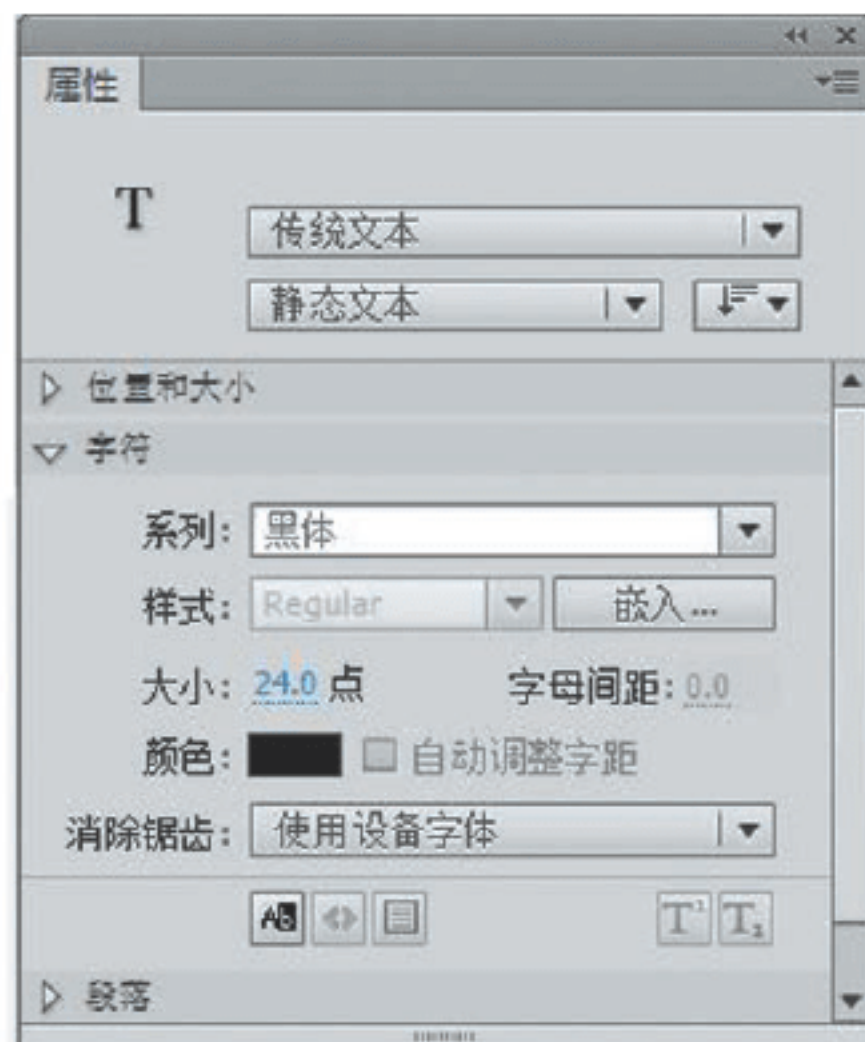 属性
T
传统文本
静态文本
位置和大小
字符
系列: 黑体
样式: Regular 嵌入...
大小: 24.0 点 字母间距: 0.0
颜色: 自动调整字距
消除锯齿: 使用设备字体
Ab T¹ T₁
段落